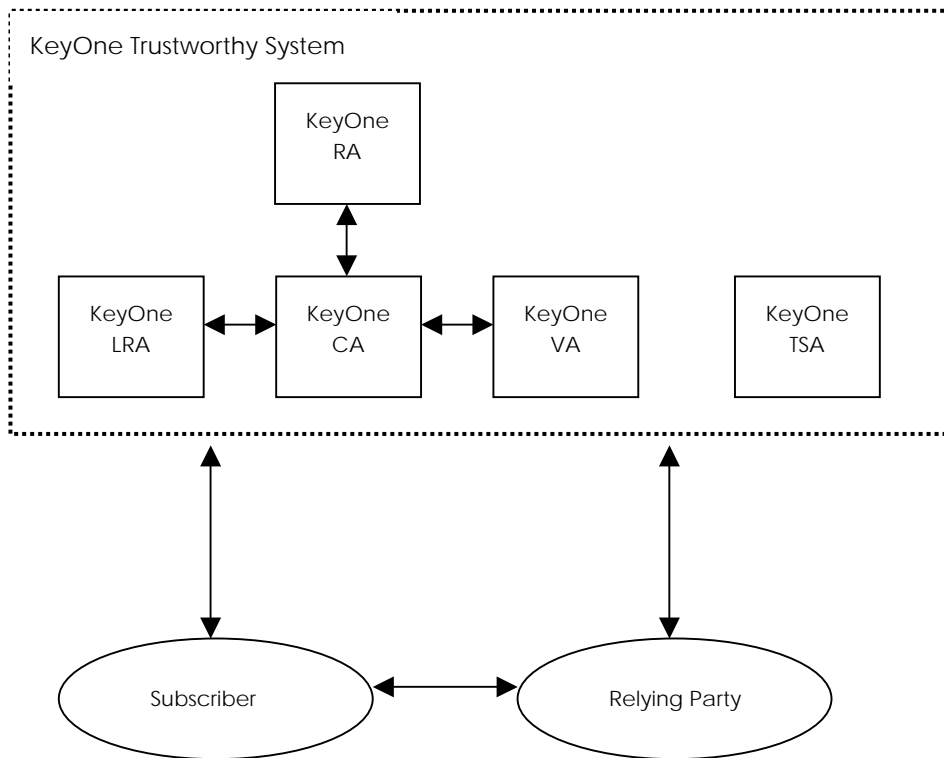 KeyOne Trustworthy System
KeyOne
RA
KeyOne
LRA
KeyOne
CA
KeyOne
VA
KeyOne
TSA
Subscriber
Relying Party